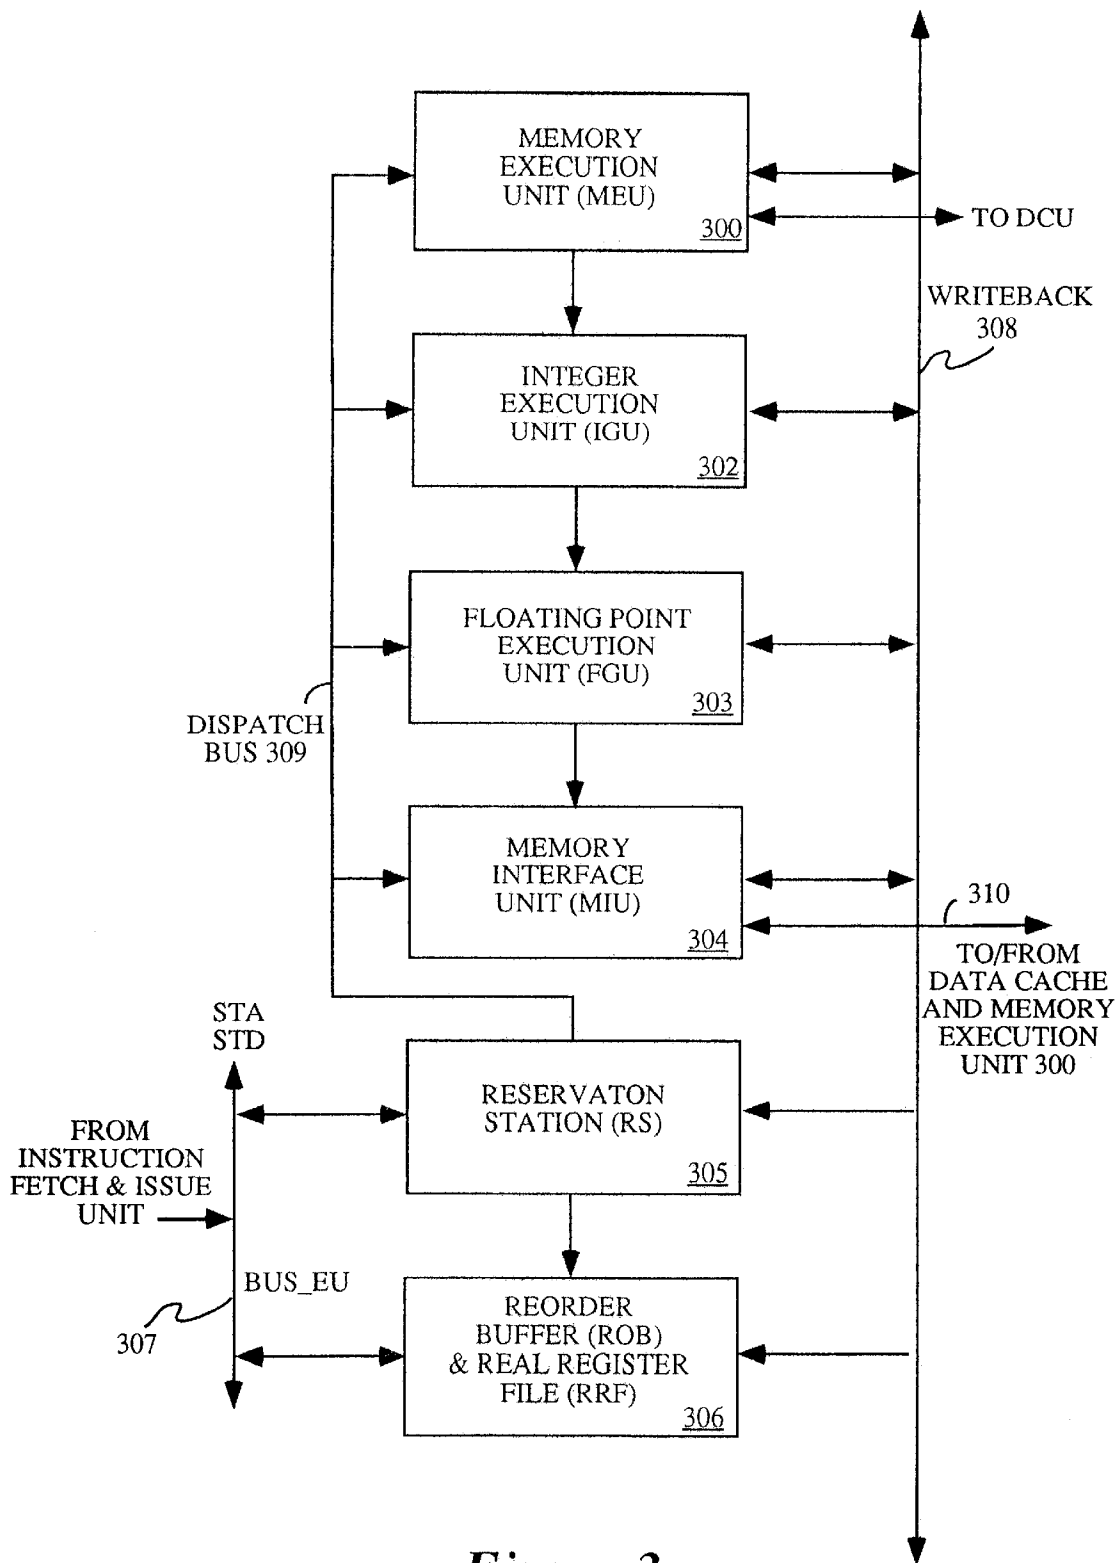 MEMORY
EXECUTION
UNIT (MEU)
300
TO DCU
WRITEBACK
308
INTEGER
EXECUTION
UNIT (IGU)
302
FLOATING POINT
EXECUTION
UNIT (FGU)
303
DISPATCH
BUS 309
MEMORY
INTERFACE
UNIT (MIU)
304
310
TO/FROM
DATA CACHE
AND MEMORY
EXECUTION
UNIT 300
STA
STD
RESERVATON
STATION (RS)
305
FROM
INSTRUCTION
FETCH & ISSUE
UNIT
BUS_EU
307
REORDER
BUFFER (ROB)
& REAL REGISTER
FILE (RRF)
306
Figure 3